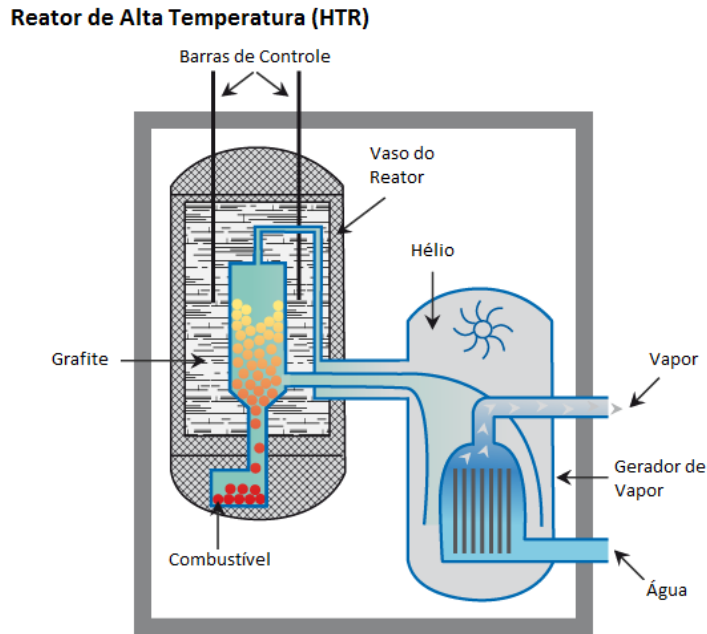 Reator de Alta Temperatura (HTR)
Barras de Controle
Vaso do
Reator
Hélio
Grafite
Vapor
Gerador de
Vapor
Combustível
Água